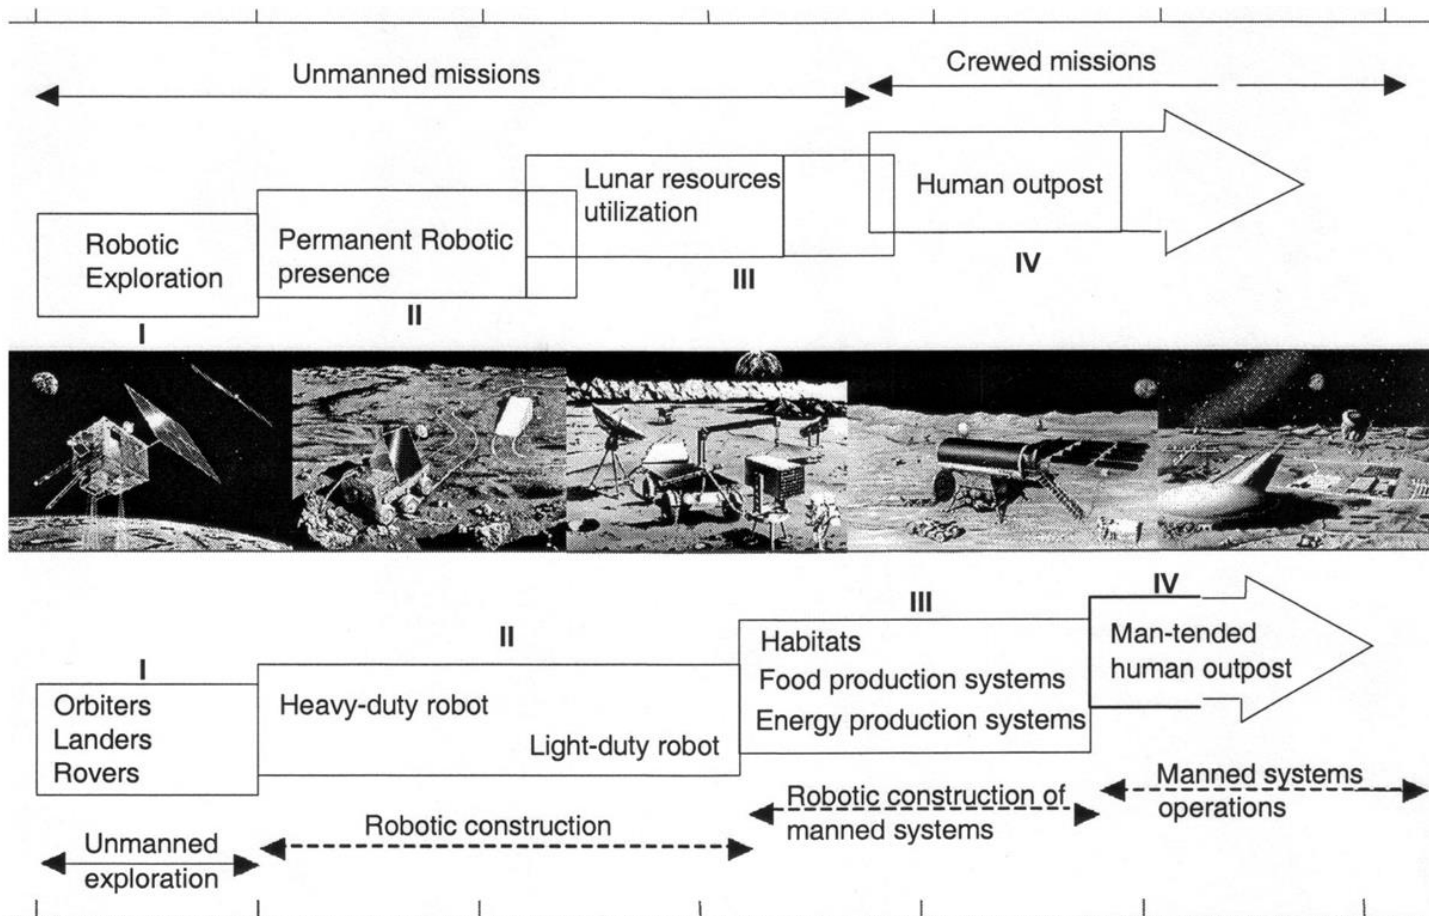 Unmanned missions
Crewed missions
Robotic
Exploration
I
Permanent Robotic
presence
II
Lunar resources
utilization
III
Human outpost
IV
I
Orbiters
Landers
Rovers
II
Heavy-duty robot
Light-duty robot
III
Habitats
Food production systems
Energy production systems
IV
Man-tended
human outpost
Unmanned
exploration
Robotic construction
Robotic construction of
manned systems
Manned systems
operations